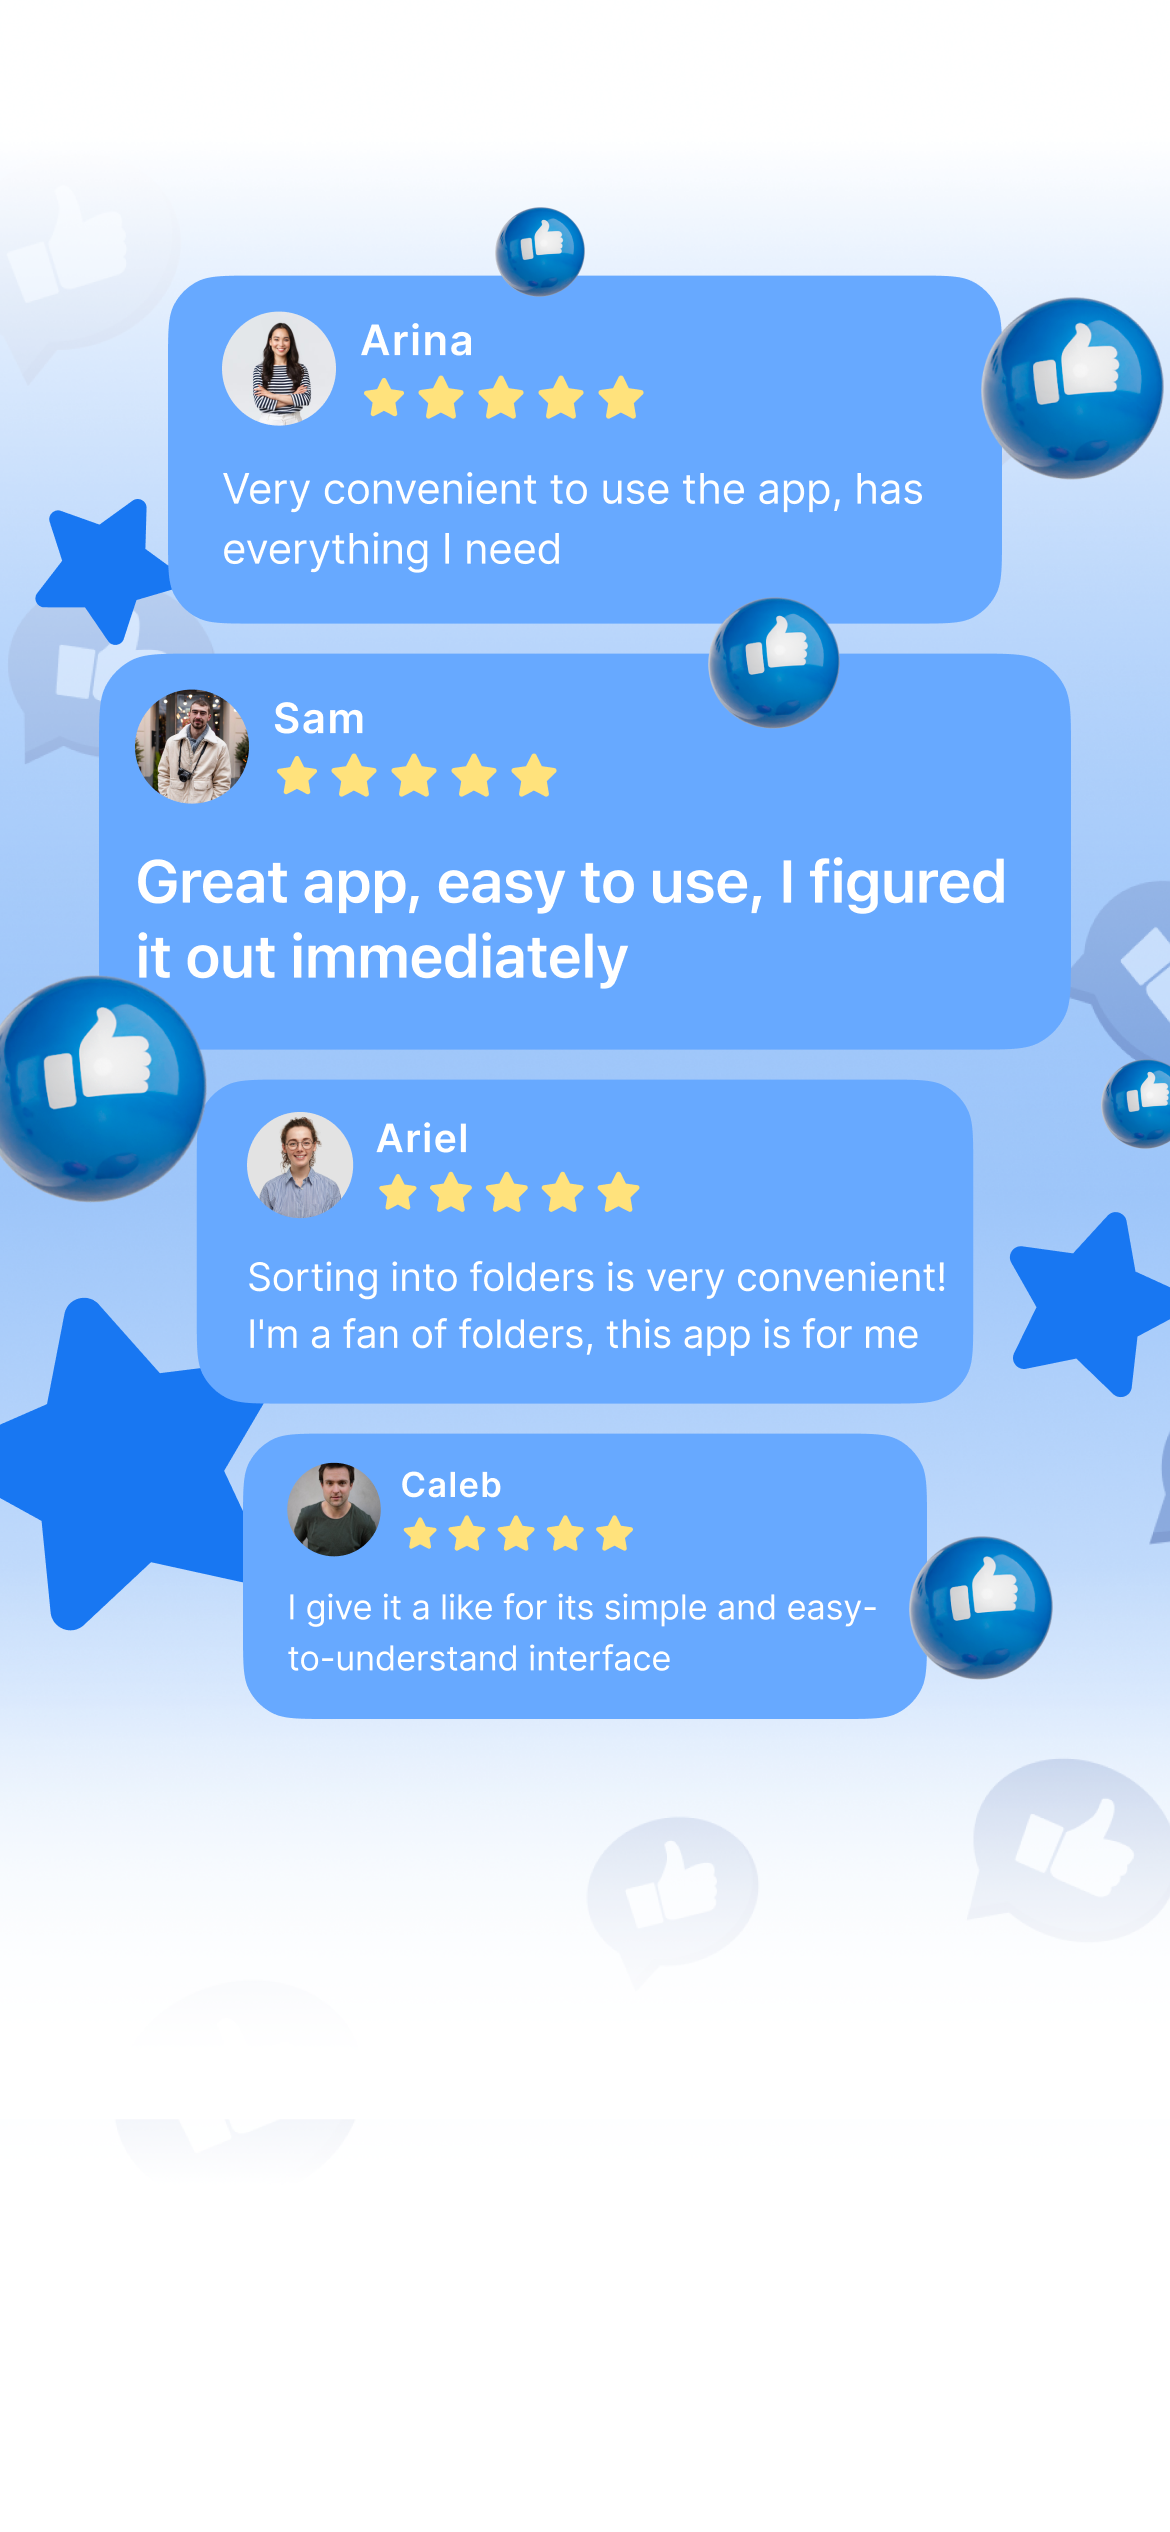 Arina
Very convenient to use the app, has
everything I need
Sam
Great app, easy to use, I figured
it out immediately
Ariel
Sorting into folders is very convenient!
I'm a fan of folders, this app is for me
Caleb
I give it a like for its simple and easy-
to-understand interface